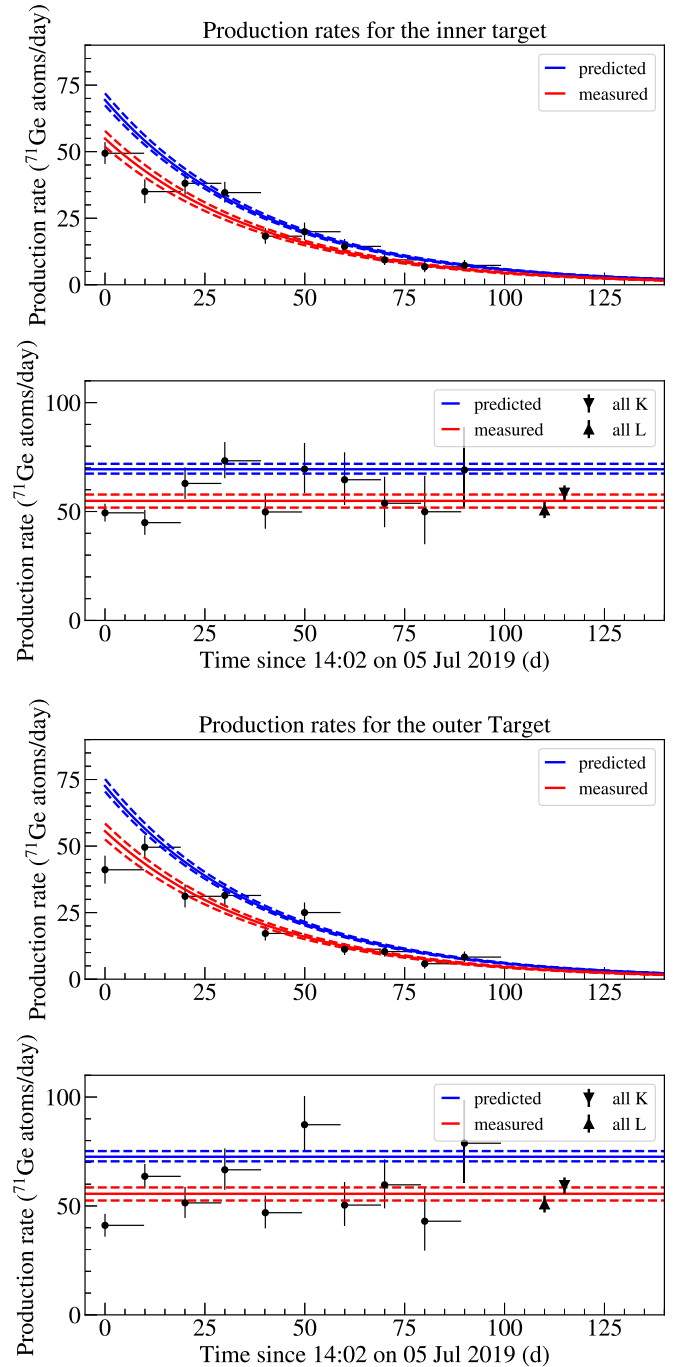 Production rates for the inner target
Production rate (⁷¹Ge atoms/day)
75
50
25
0
predicted
measured
0 25 50 75 100 125
Production rate (⁷¹Ge atoms/day)
100
50
0
predicted
measured
all K
all L
0 25 50 75 100 125
Time since 14:02 on 05 Jul 2019 (d)
Production rates for the outer Target
Production rate (⁷¹Ge atoms/day)
75
50
25
0
predicted
measured
0 25 50 75 100 125
Production rate (⁷¹Ge atoms/day)
100
50
0
predicted
measured
all K
all L
0 25 50 75 100 125
Time since 14:02 on 05 Jul 2019 (d)